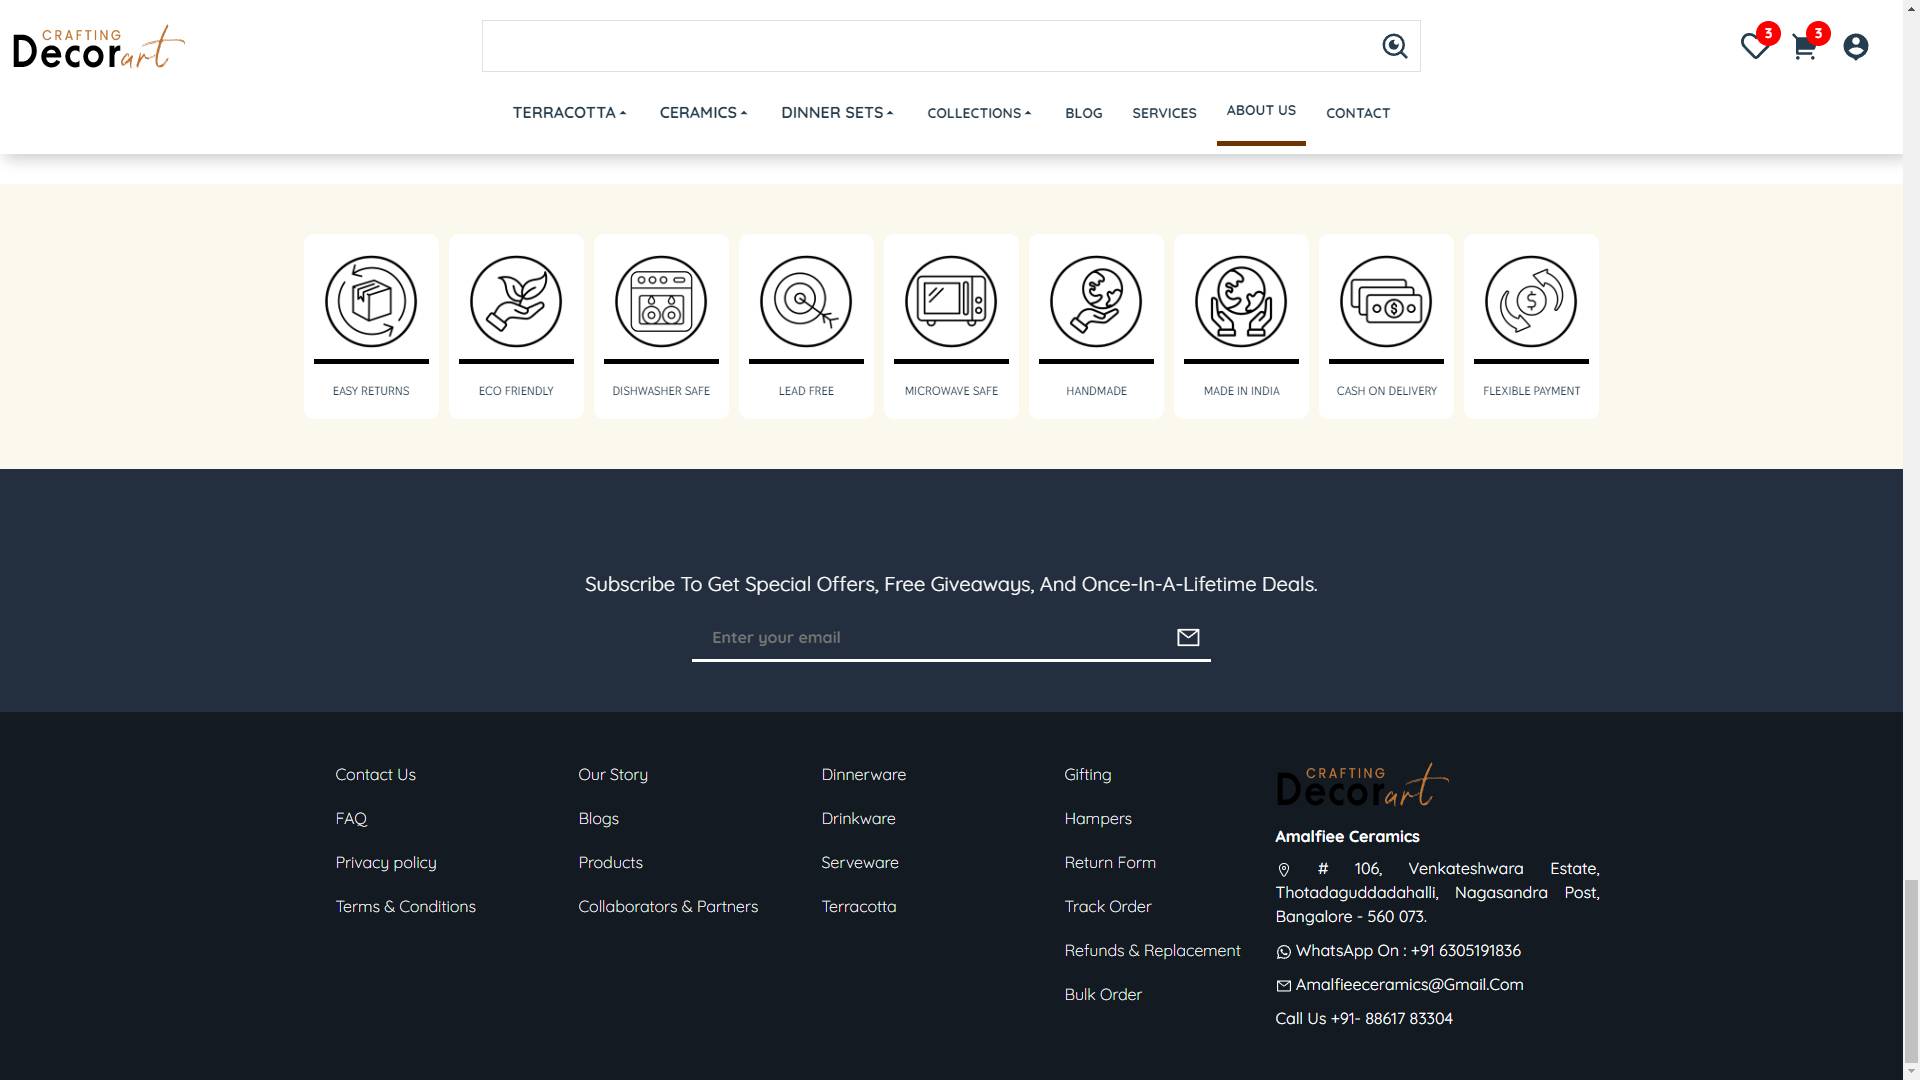 CRAFTING
Decorart
3
3
TERRACOTTA CERAMICS DINNER SETS COLLECTIONS BLOG SERVICES ABOUT US CONTACT
EASY RETURNS ECO FRIENDLY DISHWASHER SAFE LEAD FREE MICROWAVE SAFE HANDMADE MADE IN INDIA CASH ON DELIVERY FLEXIBLE PAYMENT
Subscribe To Get Special Offers, Free Giveaways, And Once-In-A-Lifetime Deals.
Enter your email
Contact Us
FAQ
Privacy policy
Terms & Conditions
Our Story
Blogs
Products
Collaborators & Partners
Dinnerware
Drinkware
Serveware
Terracotta
Gifting
Hampers
Return Form
Track Order
Refunds & Replacement
Bulk Order
CRAFTING
Decorart
Amalfiee Ceramics
# 106, Venkateshwara Estate,
Thotadaguddadahalli, Nagasandra Post,
Bangalore - 560 073.
WhatsApp On : +91 6305191836
Amalfieeceramics@Gmail.Com
Call Us +91- 88617 83304